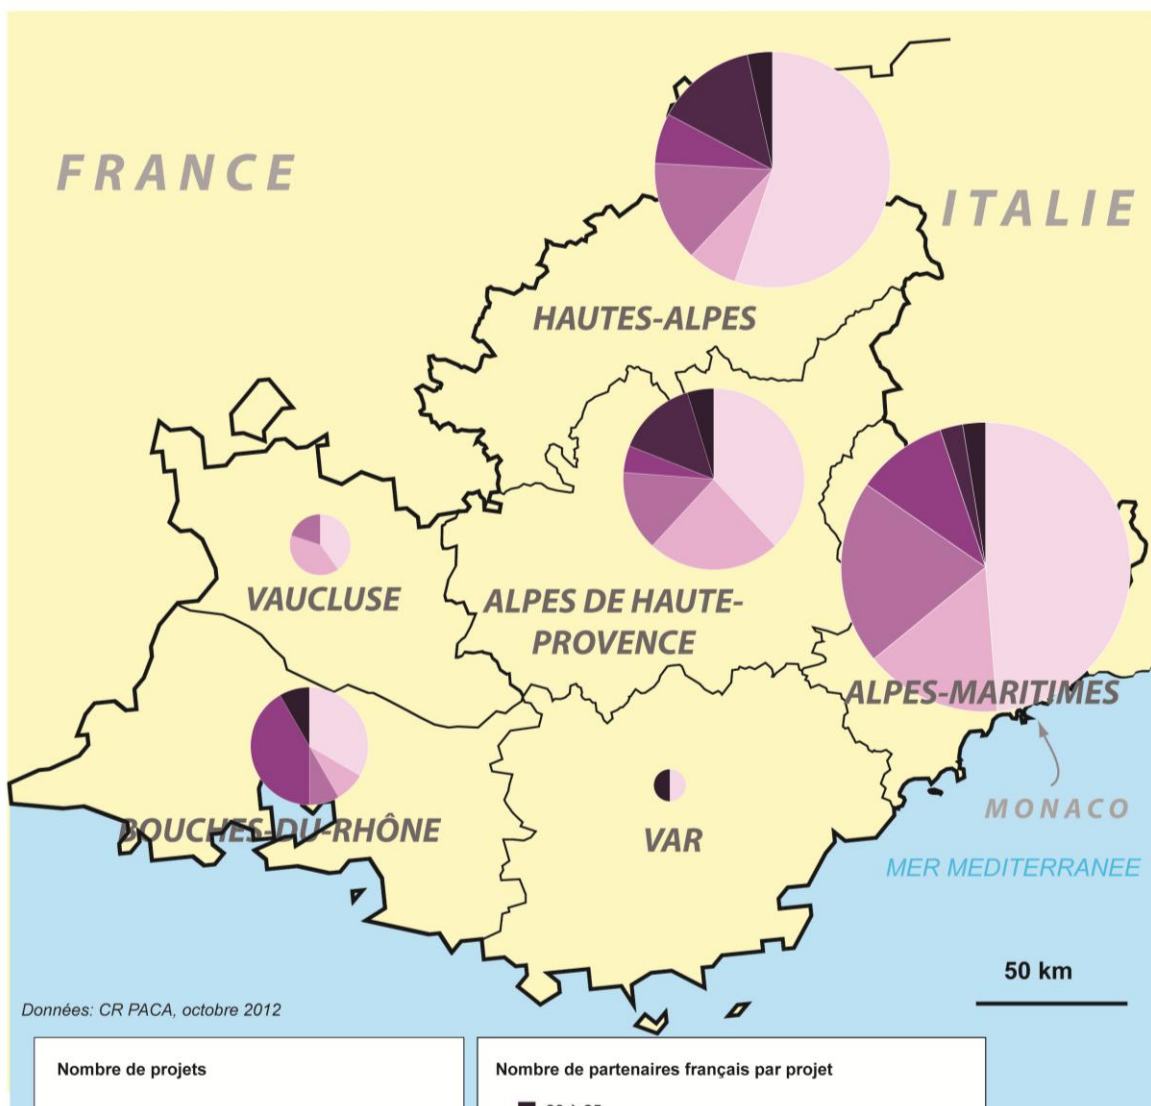 FRANCE
ITALIE
HAUTES-ALPES
VAUCLUSE
ALPES DE HAUTE-
PROVENCE
ALPES-MARITIMES
BOUCHES-DU-RHÔNE
VAR
MONACO
MER MEDITERRANEE
50 km
Données: CR PACA, octobre 2012
Nombre de projets
Nombre de partenaires français par projet